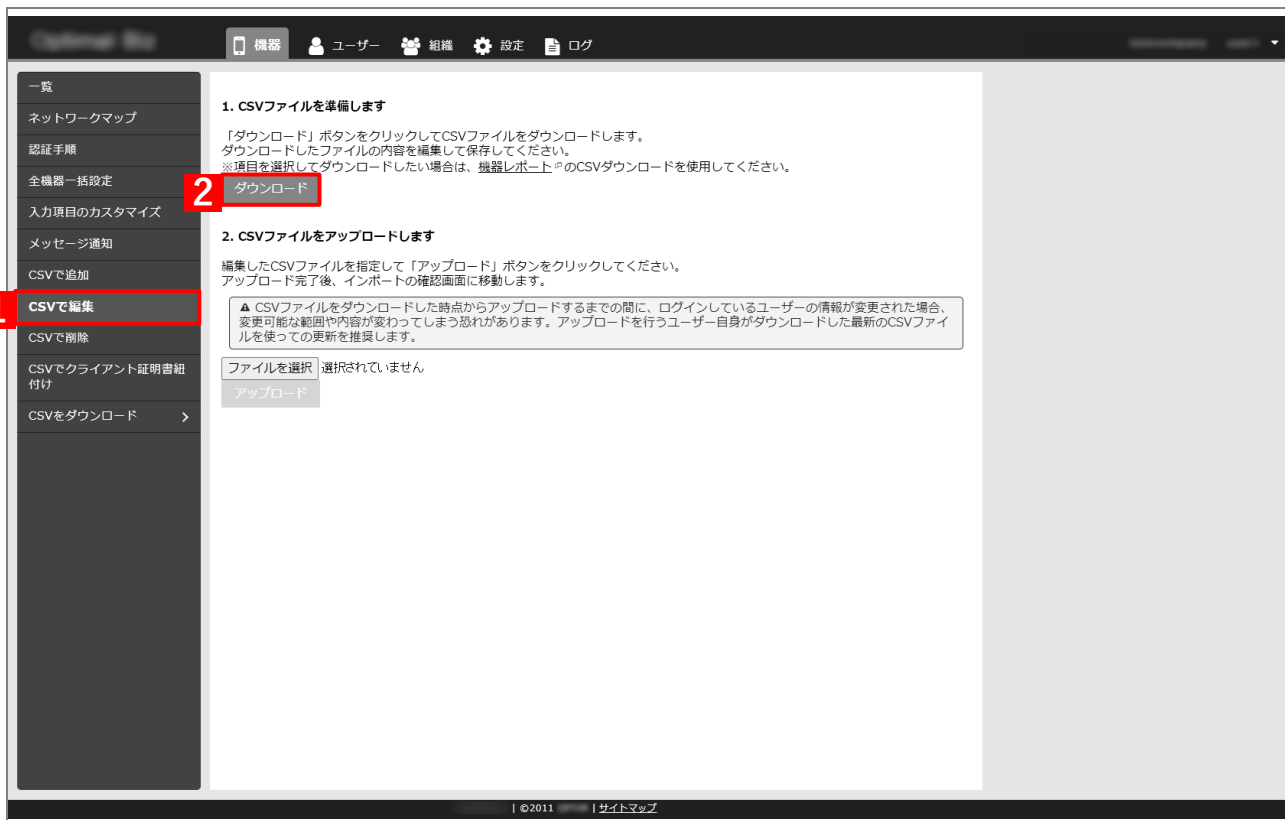 機器 ユーザー 組織 設定 ログ
一覧
ネットワークマップ
認証手順
全機器一括設定
入力項目のカスタマイズ
メッセージ通知
CSVで追加
1
CSVで編集
CSVで削除
CSVでクライアント証明書紐
付け
CSVをダウンロード
1. CSVファイルを準備します
「ダウンロード」ボタンをクリックしてCSVファイルをダウンロードします。
ダウンロードしたファイルの内容を編集して保存してください。
※項目を選択してダウンロードしたい場合は、機器レポートのCSVダウンロードを使用してください。
2
ダウンロード
2. CSVファイルをアップロードします
編集したCSVファイルを指定して「アップロード」ボタンをクリックしてください。
アップロード完了後、インポートの確認画面に移動します。
CSVファイルをダウンロードした時点からアップロードするまでの間に、ログインしているユーザーの情報が変更された場合、
変更可能な範囲や内容が変わってしまう恐れがあります。アップロードを行うユーザー自身がダウンロードした最新のCSVファイ
ルを使っての更新を推奨します。
ファイルを選択 選択されていません
アップロード
| ©2011 | サイトマップ